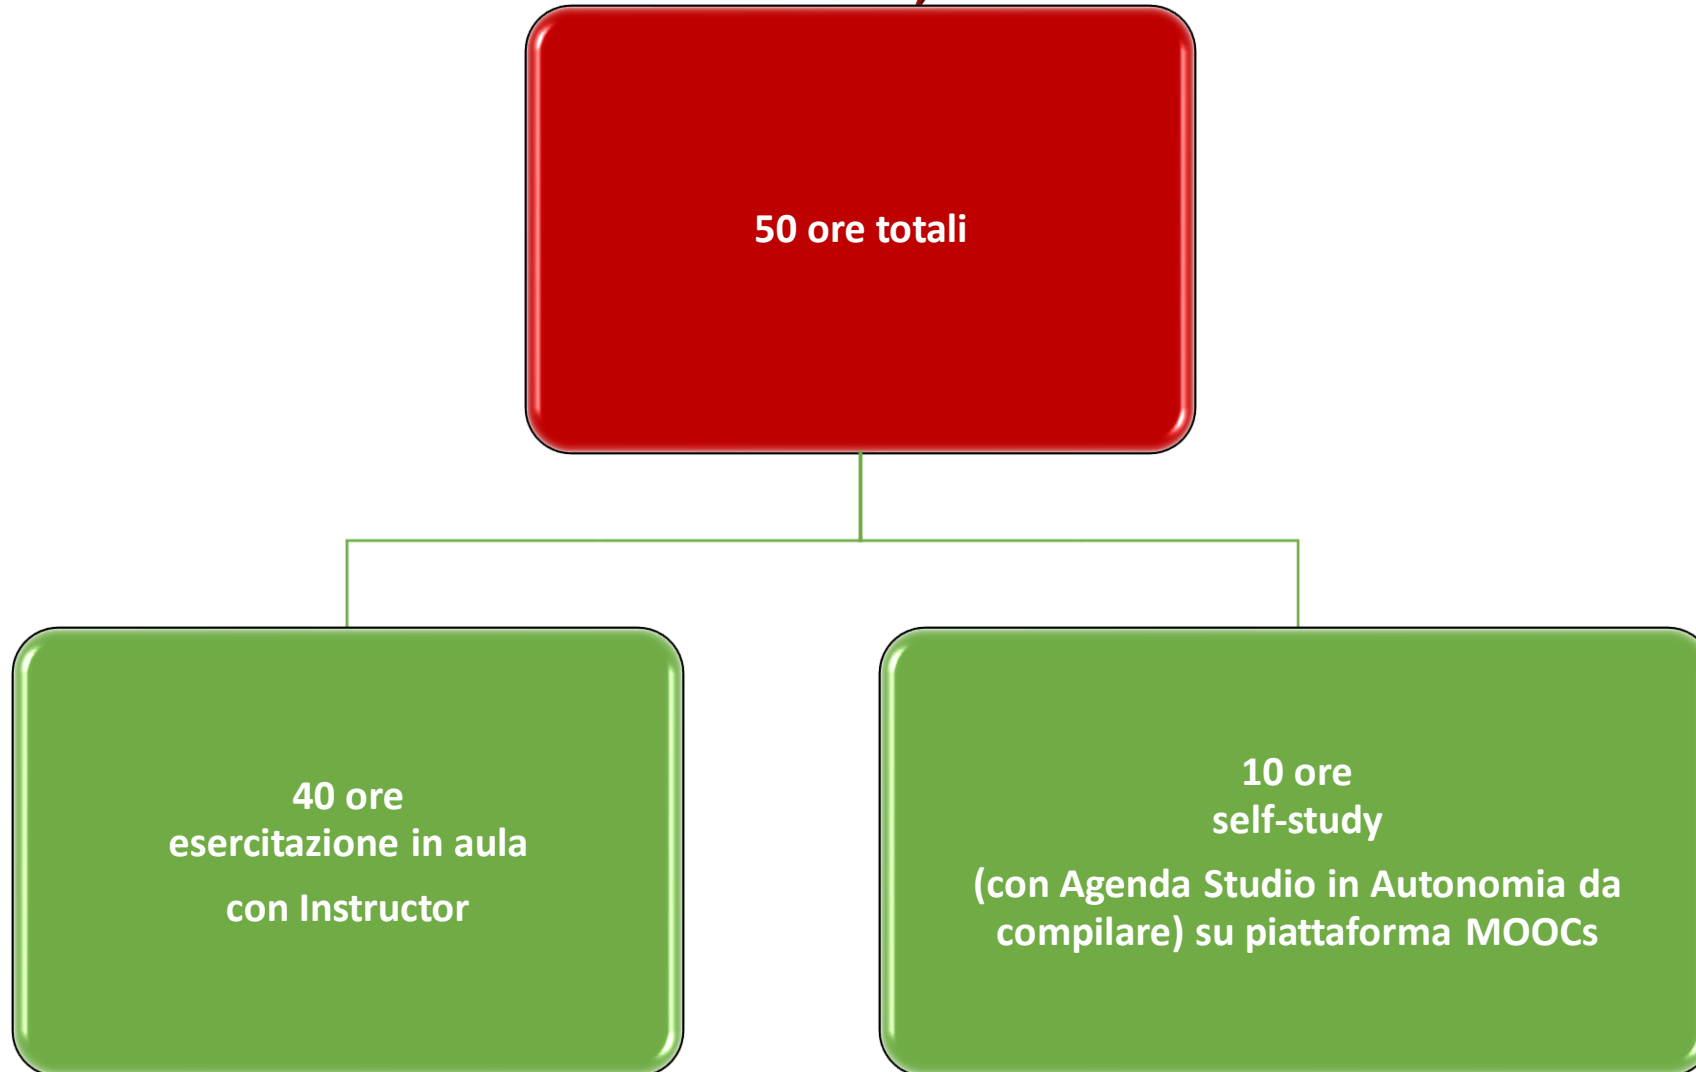 50 ore totali
40 ore
esercitazione in aula
con Instructor
10 ore
self-study
(con Agenda Studio in Autonomia da
compilare) su piattaforma MOOCs